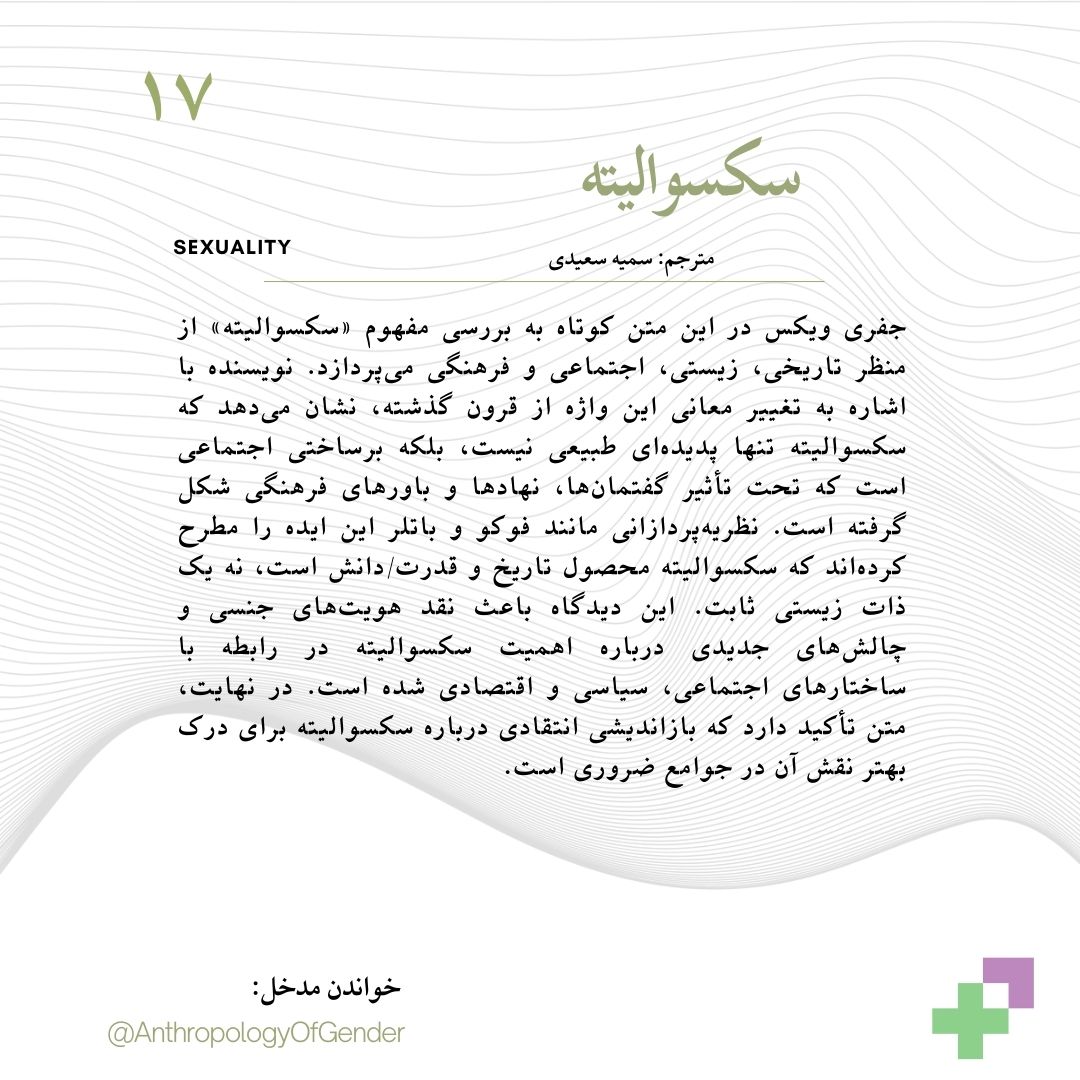 ۱۷
سکسوالیته
SEXUALITY
مترجم: سمیه سعیدی
جفری ویکس در این متن کوتاه به بررسی مفهوم «سکسوالیته» از
منظر تاریخی، زیستی، اجتماعی و فرهنگی می‌پردازد. نویسنده با
اشاره به تغییر معانی این واژه از قرون گذشته، نشان می‌دهد که
سکسوالیته تنها پدیده‌ای طبیعی نیست، بلکه برساختی اجتماعی
است که تحت تأثیر گفتمان‌ها، نهادها و باورهای فرهنگی شکل
گرفته است. نظریه‌پردازانی مانند فوکو و باتلر این ایده را مطرح
کرده‌اند که سکسوالیته محصول تاریخ و قدرت/دانش است، نه یک
ذات زیستی ثابت. این دیدگاه باعث نقد هویت‌های جنسی و
چالش‌های جدیدی درباره اهمیت سکسوالیته در رابطه با
ساختارهای اجتماعی، سیاسی و اقتصادی شده است. در نهایت،
متن تأکید دارد که بازاندیشی انتقادی درباره سکسوالیته برای درک
بهتر نقش آن در جوامع ضروری است.
خواندن مدخل:
@AnthropologyOfGender